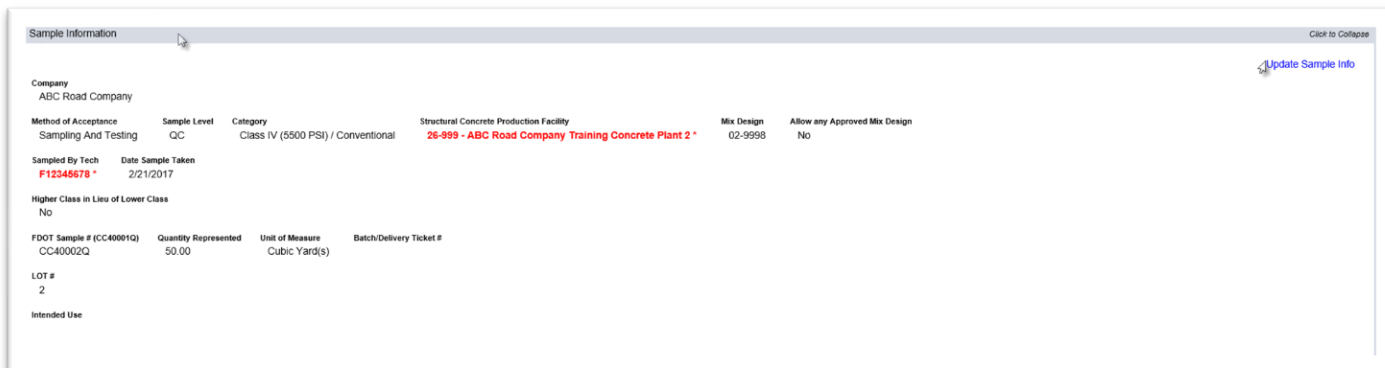 Sample Information Click to Collapse
Update Sample Info
Company
ABC Road Company
Method of Acceptance Sample Level Category Structural Concrete Production Facility Mix Design Allow any Approved Mix Design
Sampling And Testing QC Class IV (5500 PSI) / Conventional 26-999 - ABC Road Company Training Concrete Plant 2 * 02-9998 No
Sampled By Tech Date Sample Taken
F12345678 * 2/21/2017
Higher Class in Lieu of Lower Class
No
FDOT Sample # (CC40001Q) Quantity Represented Unit of Measure Batch/Delivery Ticket #
CC40002Q 50.00 Cubic Yard(s)
LOT #
2
Intended Use